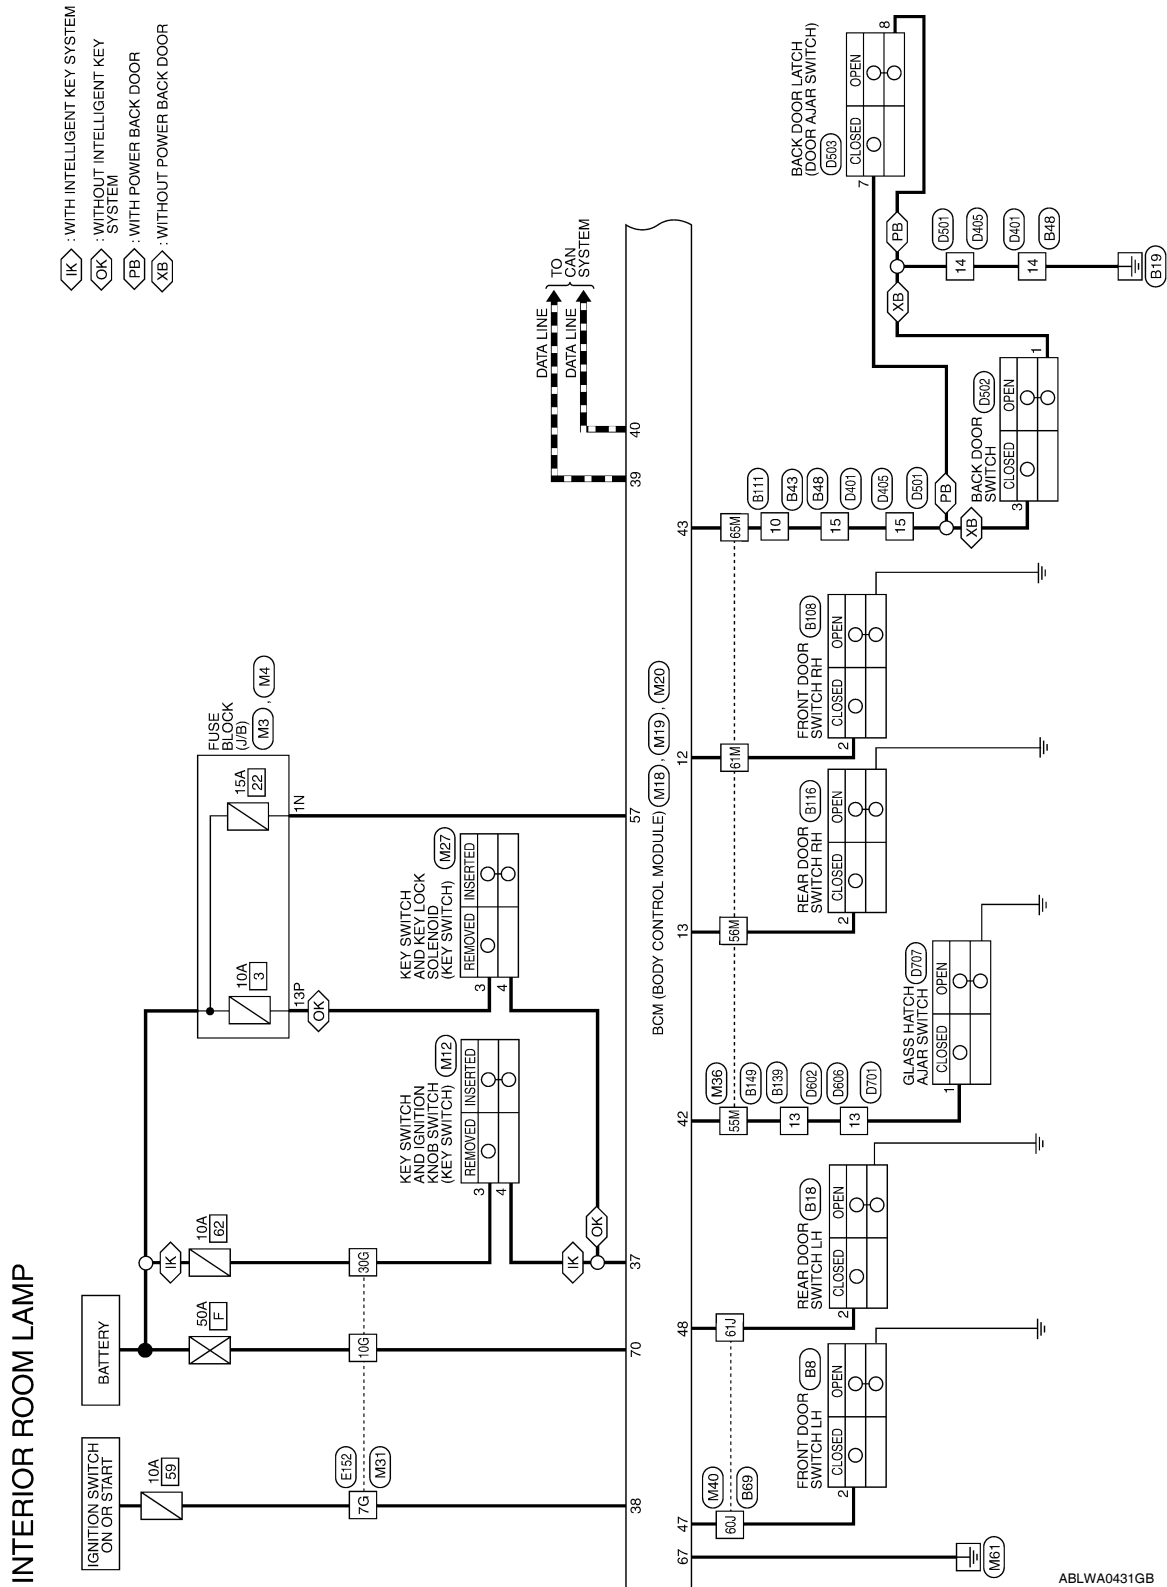 INTERIOR ROOM LAMP
IK : WITH INTELLIGENT KEY SYSTEM
OK : WITHOUT INTELLIGENT KEY
SYSTEM
PB : WITH POWER BACK DOOR
XB : WITHOUT POWER BACK DOOR
IGNITION SWITCH
ON OR START
BATTERY
10A
59
50A
F
IK
10A
62
FUSE
BLOCK
(J/B)
M3 , M4
10A
3
15A
22
13P
1N
OK
E152
M31
7G
10G
30G
KEY SWITCH
AND IGNITION
KNOB SWITCH
(KEY SWITCH)
M12
REMOVED
INSERTED
3
4
KEY SWITCH
AND KEY LOCK
SOLENOID
(KEY SWITCH)
M27
REMOVED
INSERTED
3
4
IK
OK
DATA LINE
DATA LINE
TO
CAN
SYSTEM
38
70
37
57
39
40
BCM (BODY CONTROL MODULE) M18 , M19 , M20
67
47
48
42
13
12
43
M61
M40
B69
60J
61J
M36
B149
55M
56M
61M
65M
B139
D602
13
D606
D701
13
B111
B43
10
B48
D401
15
D405
D501
15
PB
XB
FRONT DOOR
SWITCH LH
B8
CLOSED
OPEN
2
REAR DOOR
SWITCH LH
B18
CLOSED
OPEN
2
GLASS HATCH
AJAR SWITCH
D707
CLOSED
OPEN
1
REAR DOOR
SWITCH RH
B116
CLOSED
OPEN
2
FRONT DOOR
SWITCH RH
B108
CLOSED
OPEN
2
BACK DOOR
SWITCH
D502
CLOSED
OPEN
3
1
BACK DOOR LATCH
(DOOR AJAR SWITCH)
D503
CLOSED
OPEN
7
8
XB
PB
D501
D405
14
D401
B48
14
B19
ABLWA0431GB